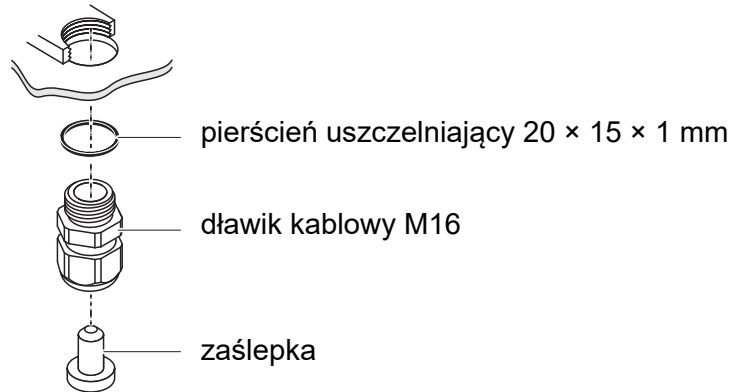 pierścień uszczelniający 20 × 15 × 1 mm
dławik kablowy M16
zaślepka